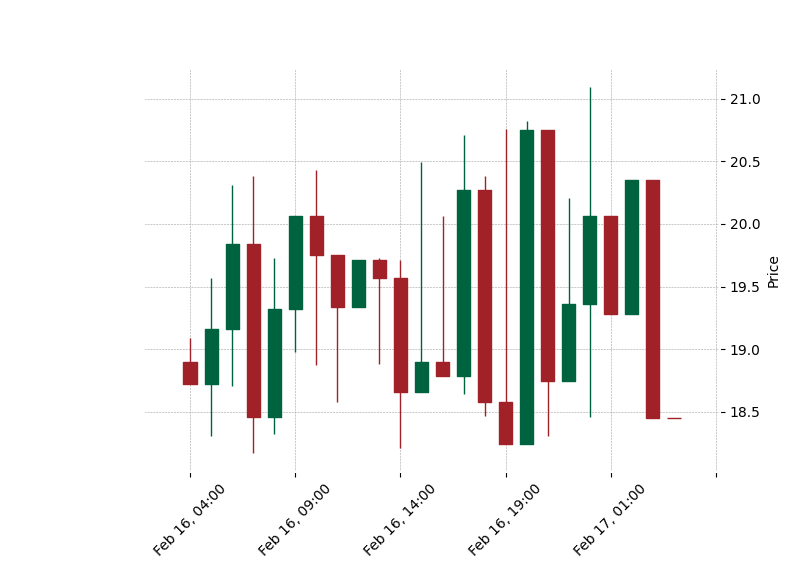 21.0
20.5
20.0
19.5
19.0
18.5
Price
Feb 16, 04:00
Feb 16, 09:00
Feb 16, 14:00
Feb 16, 19:00
Feb 17, 01:00